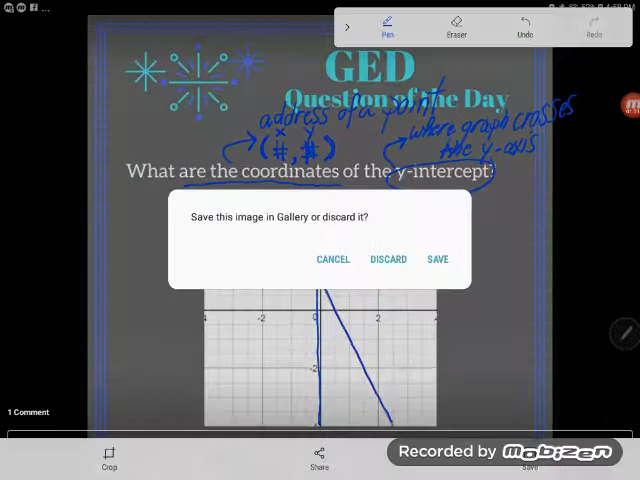 Pen
Eraser
Undo
Redo
GED
Question of the Day
address of a point
x y
(#, #)
where graph crosses
the y-axis
What are the coordinates of the y-intercept?
Save this image in Gallery or discard it?
CANCEL
DISCARD
SAVE
-2
0
2
4
-2
1 Comment
Crop
Share
Save
Recorded by Mobizen